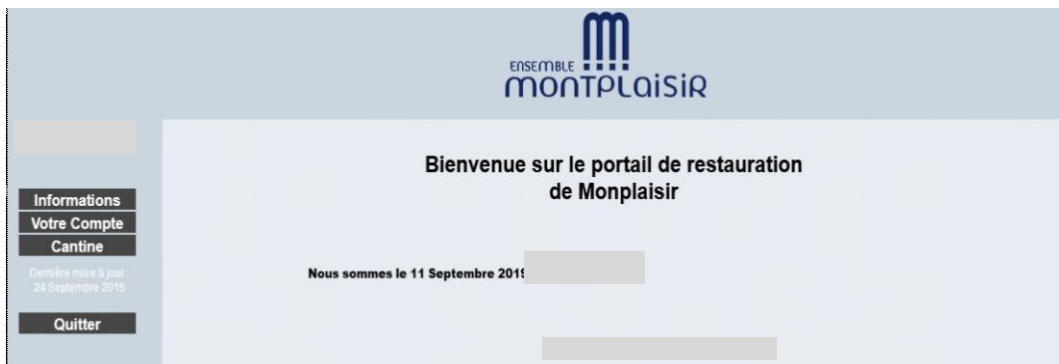 ENSEMBLE
MONTPLAISIR
Bienvenue sur le portail de restauration
de Monplaisir
Informations
Votre Compte
Cantine
Dernière mise à jour :
24 Septembre 2015
Quitter
Nous sommes le 11 Septembre 2015